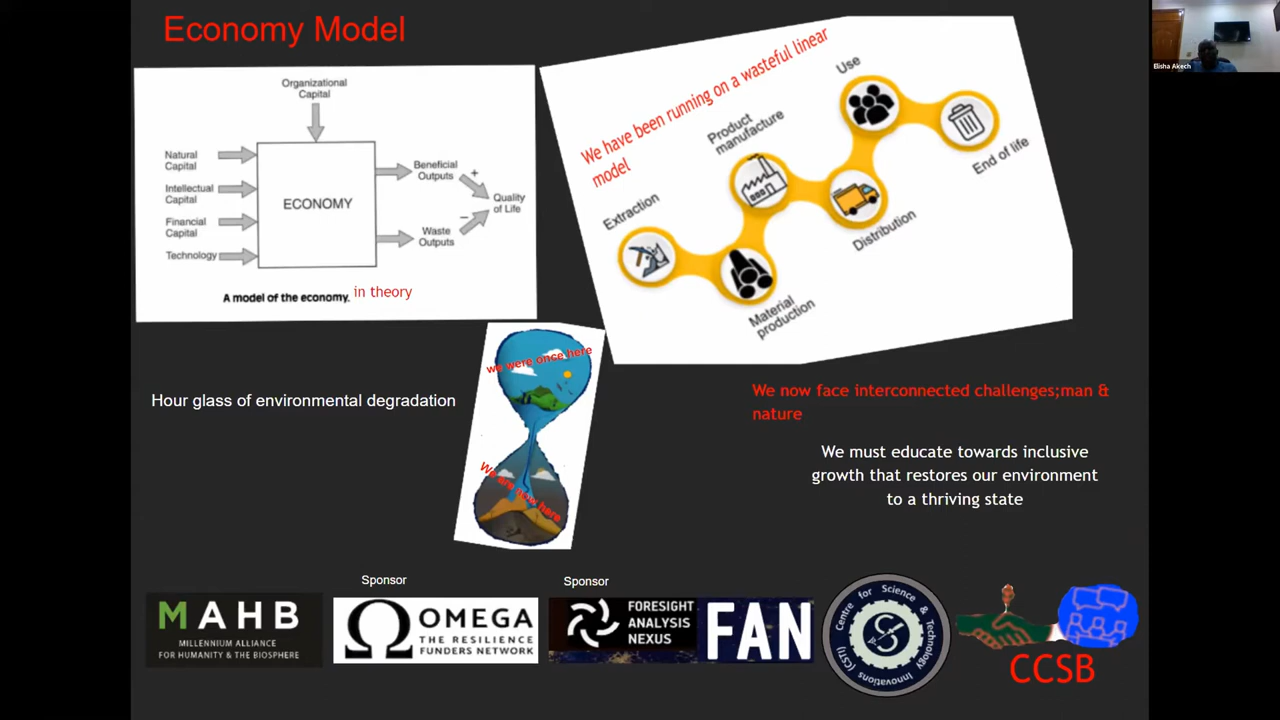 Economy Model
Elisha Akech
Organizational
Capital
Natural
Capital
Intellectual
Capital
Financial
Capital
Technology
ECONOMY
Beneficial
Outputs
Waste
Outputs
+
−
Quality
of Life
A model of the economy. in theory
We have been running on a wasteful linear
model
Extraction
Material
production
Product
manufacture
Distribution
Use
End of life
we were once here
We are now here
Hour glass of environmental degradation
We now face interconnected challenges;man &
nature
We must educate towards inclusive
growth that restores our environment
to a thriving state
MAHB
MILLENNIUM ALLIANCE
FOR HUMANITY & THE BIOSPHERE
Sponsor
OMEGA
THE RESILIENCE
FUNDERS NETWORK
Sponsor
FORESIGHT
ANALYSIS
NEXUS
FAN
Centre for Science & Technology Innovations (CSTI)
CCSB